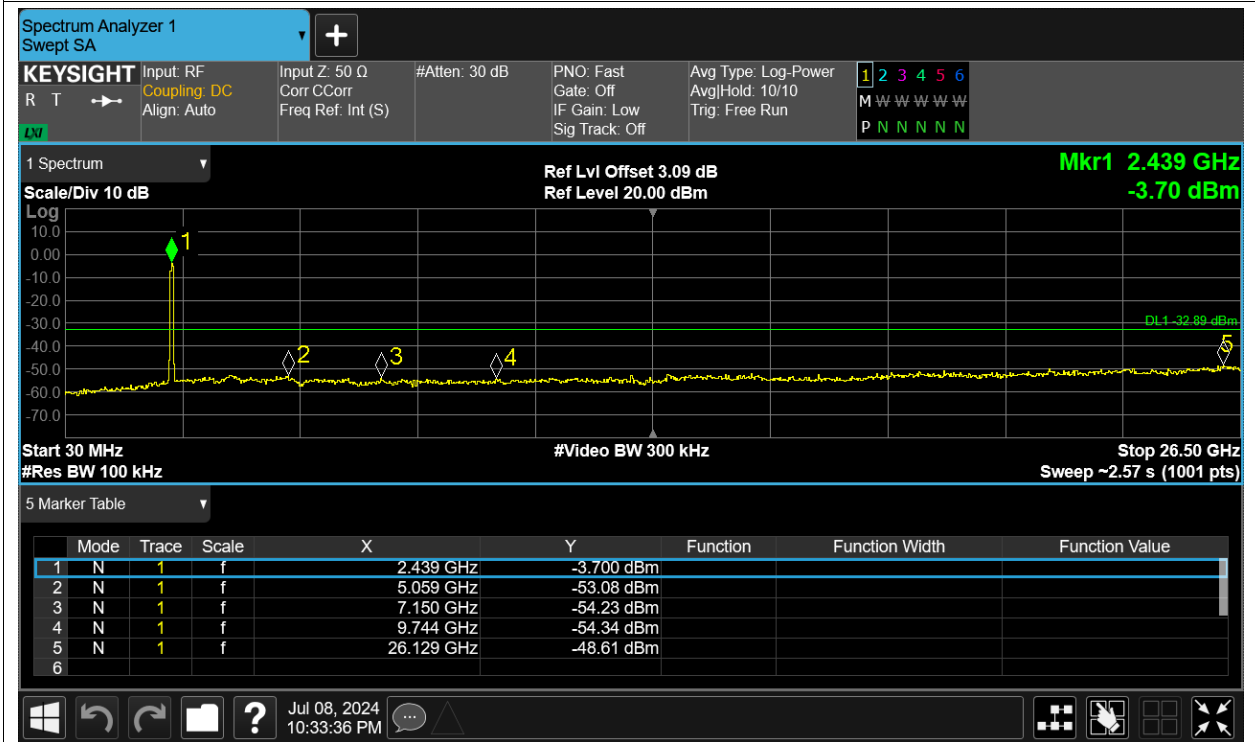 Spectrum Analyzer 1
Swept SA
+
KEYSIGHT Input: RF Input Z: 50 Ω #Atten: 30 dB PNO: Fast Avg Type: Log-Power 1 2 3 4 5 6
R T Coupling: DC Corr CCorr Gate: Off Avg|Hold: 10/10 M W W W W W
Align: Auto Freq Ref: Int (S) IF Gain: Low Trig: Free Run
LXI Sig Track: Off P N N N N N
1 Spectrum Ref Lvl Offset 3.09 dB Mkr1 2.439 GHz
Scale/Div 10 dB Ref Level 20.00 dBm -3.70 dBm
Log
10.0
1
0.00
-10.0
-20.0
-30.0 DL1 -32.89 dBm
-40.0 2 3 4 5
-50.0
-60.0
-70.0
Start 30 MHz #Video BW 300 kHz Stop 26.50 GHz
#Res BW 100 kHz Sweep ~2.57 s (1001 pts)
5 Marker Table
Mode Trace Scale X Y Function Function Width Function Value
1 N 1 f 2.439 GHz -3.700 dBm
2 N 1 f 5.059 GHz -53.08 dBm
3 N 1 f 7.150 GHz -54.23 dBm
4 N 1 f 9.744 GHz -54.34 dBm
5 N 1 f 26.129 GHz -48.61 dBm
6
? Jul 08, 2024
10:33:36 PM